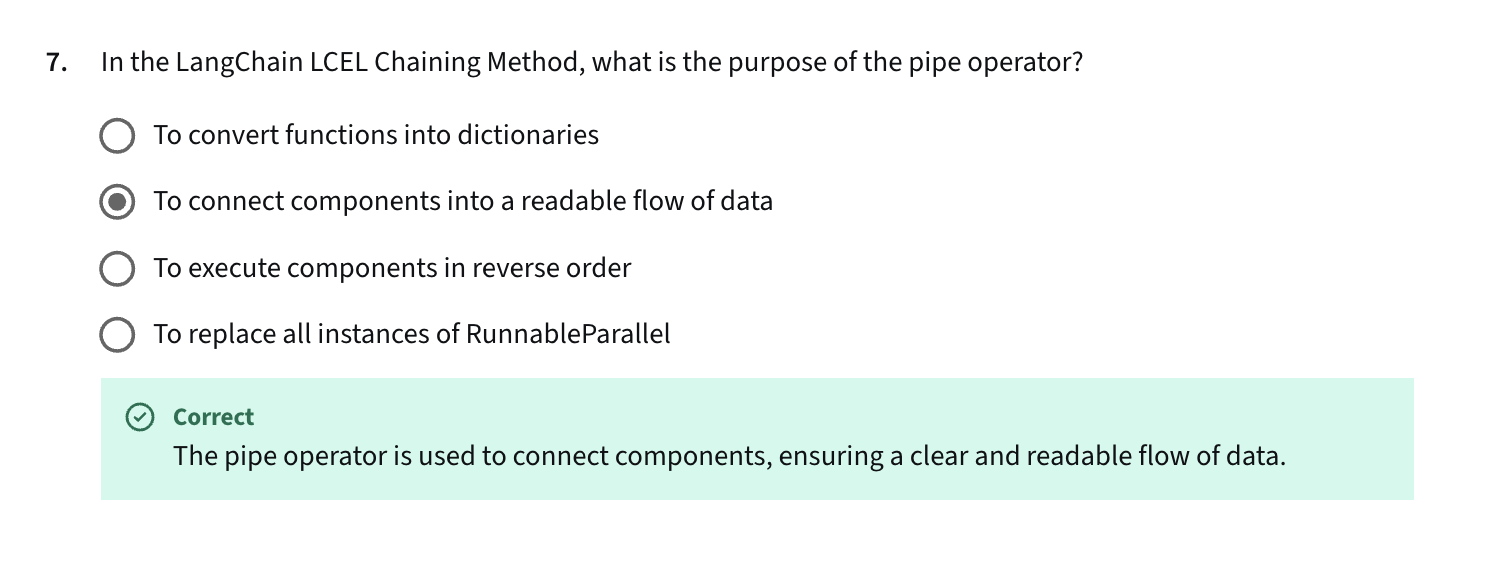 7. In the LangChain LCEL Chaining Method, what is the purpose of the pipe operator?
To convert functions into dictionaries
To connect components into a readable flow of data
To execute components in reverse order
To replace all instances of RunnableParallel
Correct
The pipe operator is used to connect components, ensuring a clear and readable flow of data.